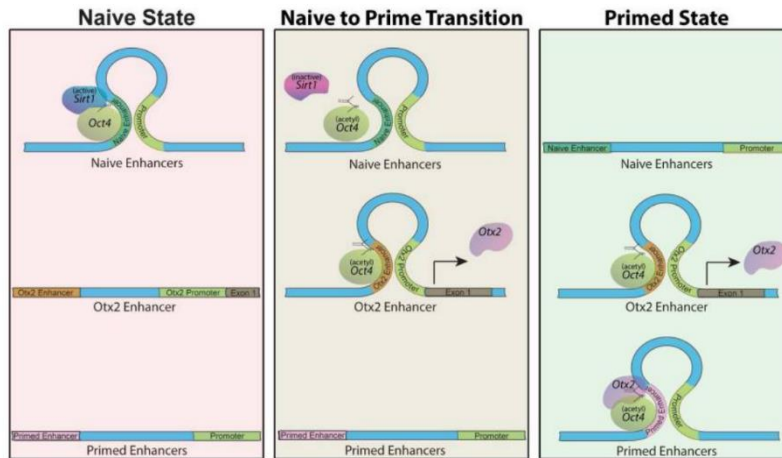 Naive State
(active)
Sirt1
Oct4
Naive Enhancer
Promoter
Naive Enhancers
Otx2 Enhancer
Otx2 Promoter
Exon 1
Otx2 Enhancer
Primed Enhancer
Promoter
Primed Enhancers
Naive to Prime Transition
(inactive)
Sirt1
(acetyl)
Oct4
Naive Enhancer
Promoter
Naive Enhancers
Otx2
(acetyl)
Oct4
Otx2 Enhancer
Otx2 Promoter
Exon 1
Otx2 Enhancer
Primed Enhancer
Promoter
Primed Enhancers
Primed State
Naive Enhancer
Promoter
Naive Enhancers
Otx2
(acetyl)
Oct4
Otx2 Enhancer
Otx2 Promoter
Exon 1
Otx2 Enhancer
Otx2
(acetyl)
Oct4
Primed Enhancer
Promoter
Primed Enhancers